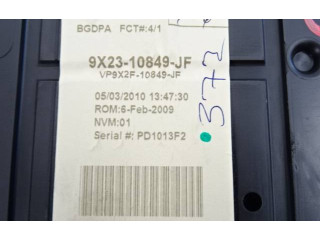 BGDPA FCT#:4/1
9X23-10849-JF
VP9X2F-10849-JF
05/03/2010 13:47:30
ROM:6-Feb-2009
NVM:01
Serial #: PD1013F2
372